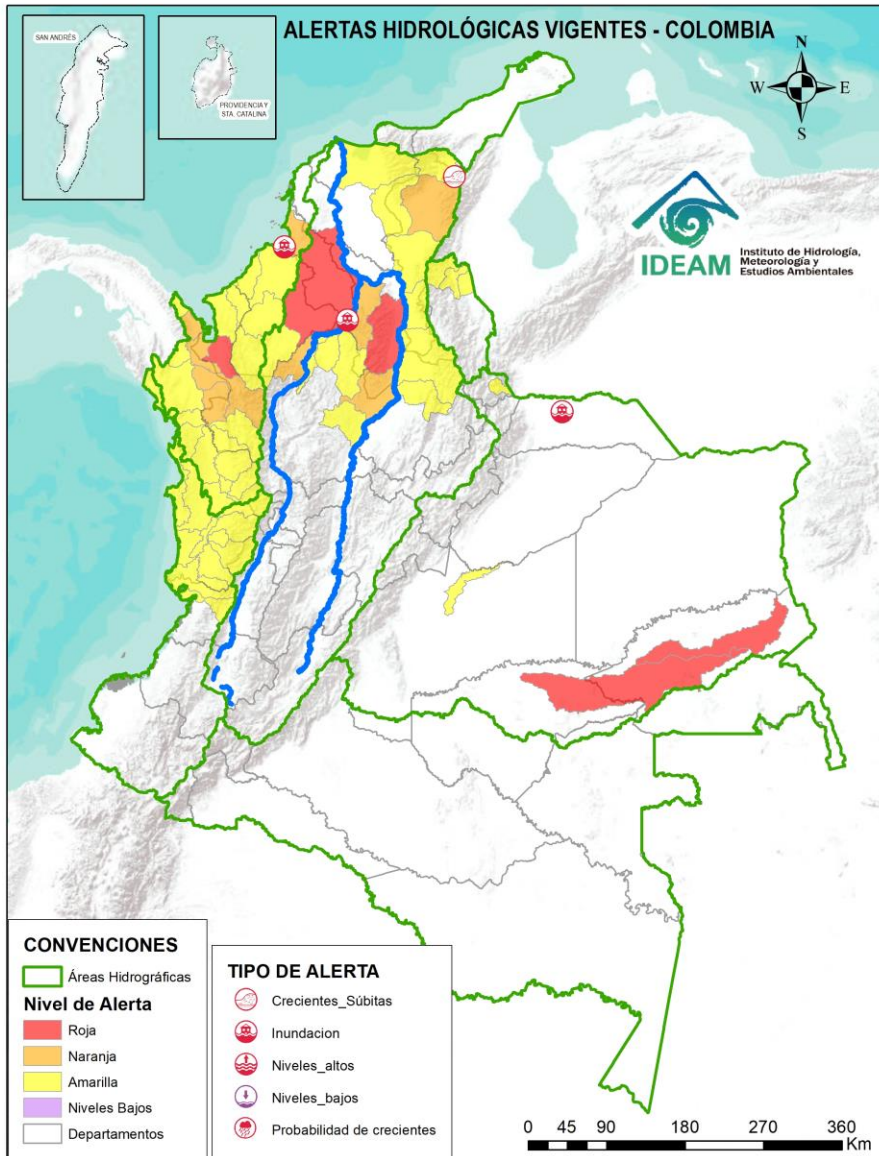 ALERTAS HIDROLÓGICAS VIGENTES - COLOMBIA
SAN ANDRÉS
PROVIDENCIA Y
STA. CATALINA
N
W
E
S
IDEAM
Instituto de Hidrología,
Meteorología y
Estudios Ambientales
CONVENCIONES
Áreas Hidrográficas
Nivel de Alerta
Roja
Naranja
Amarilla
Niveles Bajos
Departamentos
TIPO DE ALERTA
Crecientes_Súbitas
Inundacion
Niveles_altos
Niveles_bajos
Probabilidad de crecientes
0 45 90 180 270 360
Km